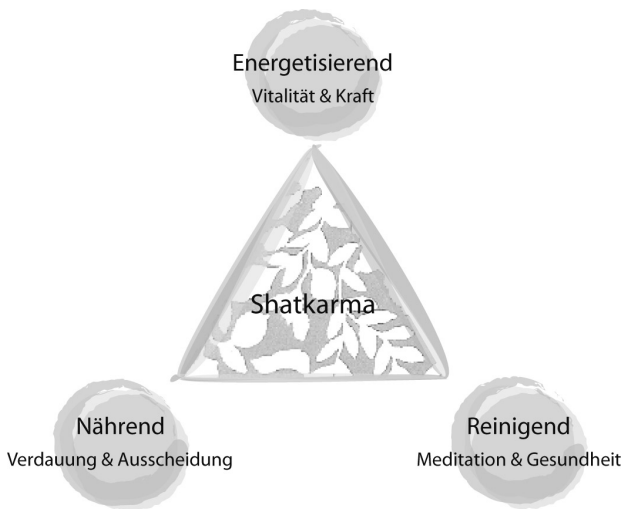 Energetisierend
Vitalität & Kraft
Shatkarma
Nährend
Verdauung & Ausscheidung
Reinigend
Meditation & Gesundheit